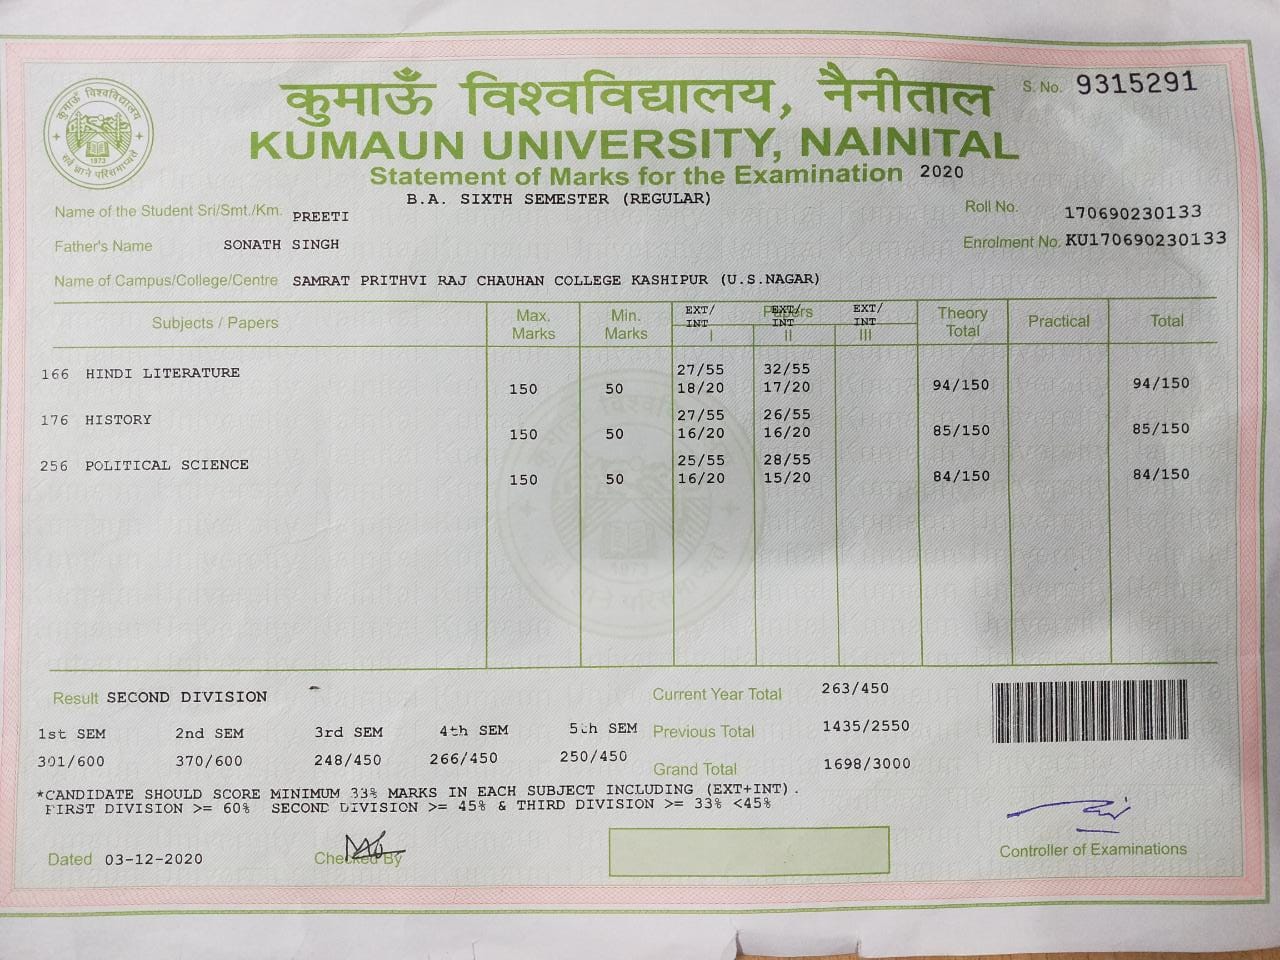 कुमाऊँ विश्वविद्यालय, नैनीताल
S. No. 9315291
KUMAUN UNIVERSITY, NAINITAL
Statement of Marks for the Examination 2020
B.A. SIXTH SEMESTER (REGULAR)
Name of the Student Sri/Smt./Km. PREETI
Roll No. 170690230133
Father's Name SONATH SINGH
Enrolment No. KU170690230133
Name of Campus/College/Centre SAMRAT PRITHVI RAJ CHAUHAN COLLEGE KASHIPUR (U.S.NAGAR)
Subjects / Papers Max. Marks Min. Marks Papers Theory Total Practical Total
EXT/ EXT/ EXT/
INT INT INT
I II III
166 HINDI LITERATURE 27/55 32/55
150 50 18/20 17/20 94/150 94/150
176 HISTORY 27/55 26/55
150 50 16/20 16/20 85/150 85/150
256 POLITICAL SCIENCE 25/55 28/55
150 50 16/20 15/20 84/150 84/150
Result SECOND DIVISION
Current Year Total 263/450
1st SEM 2nd SEM 3rd SEM 4th SEM 5th SEM
Previous Total 1435/2550
301/600 370/600 248/450 266/450 250/450
Grand Total 1698/3000
*CANDIDATE SHOULD SCORE MINIMUM 33% MARKS IN EACH SUBJECT INCLUDING (EXT+INT).
FIRST DIVISION >= 60% SECOND DIVISION >= 45% & THIRD DIVISION >= 33% <45%
Dated 03-12-2020
Checked By
Controller of Examinations